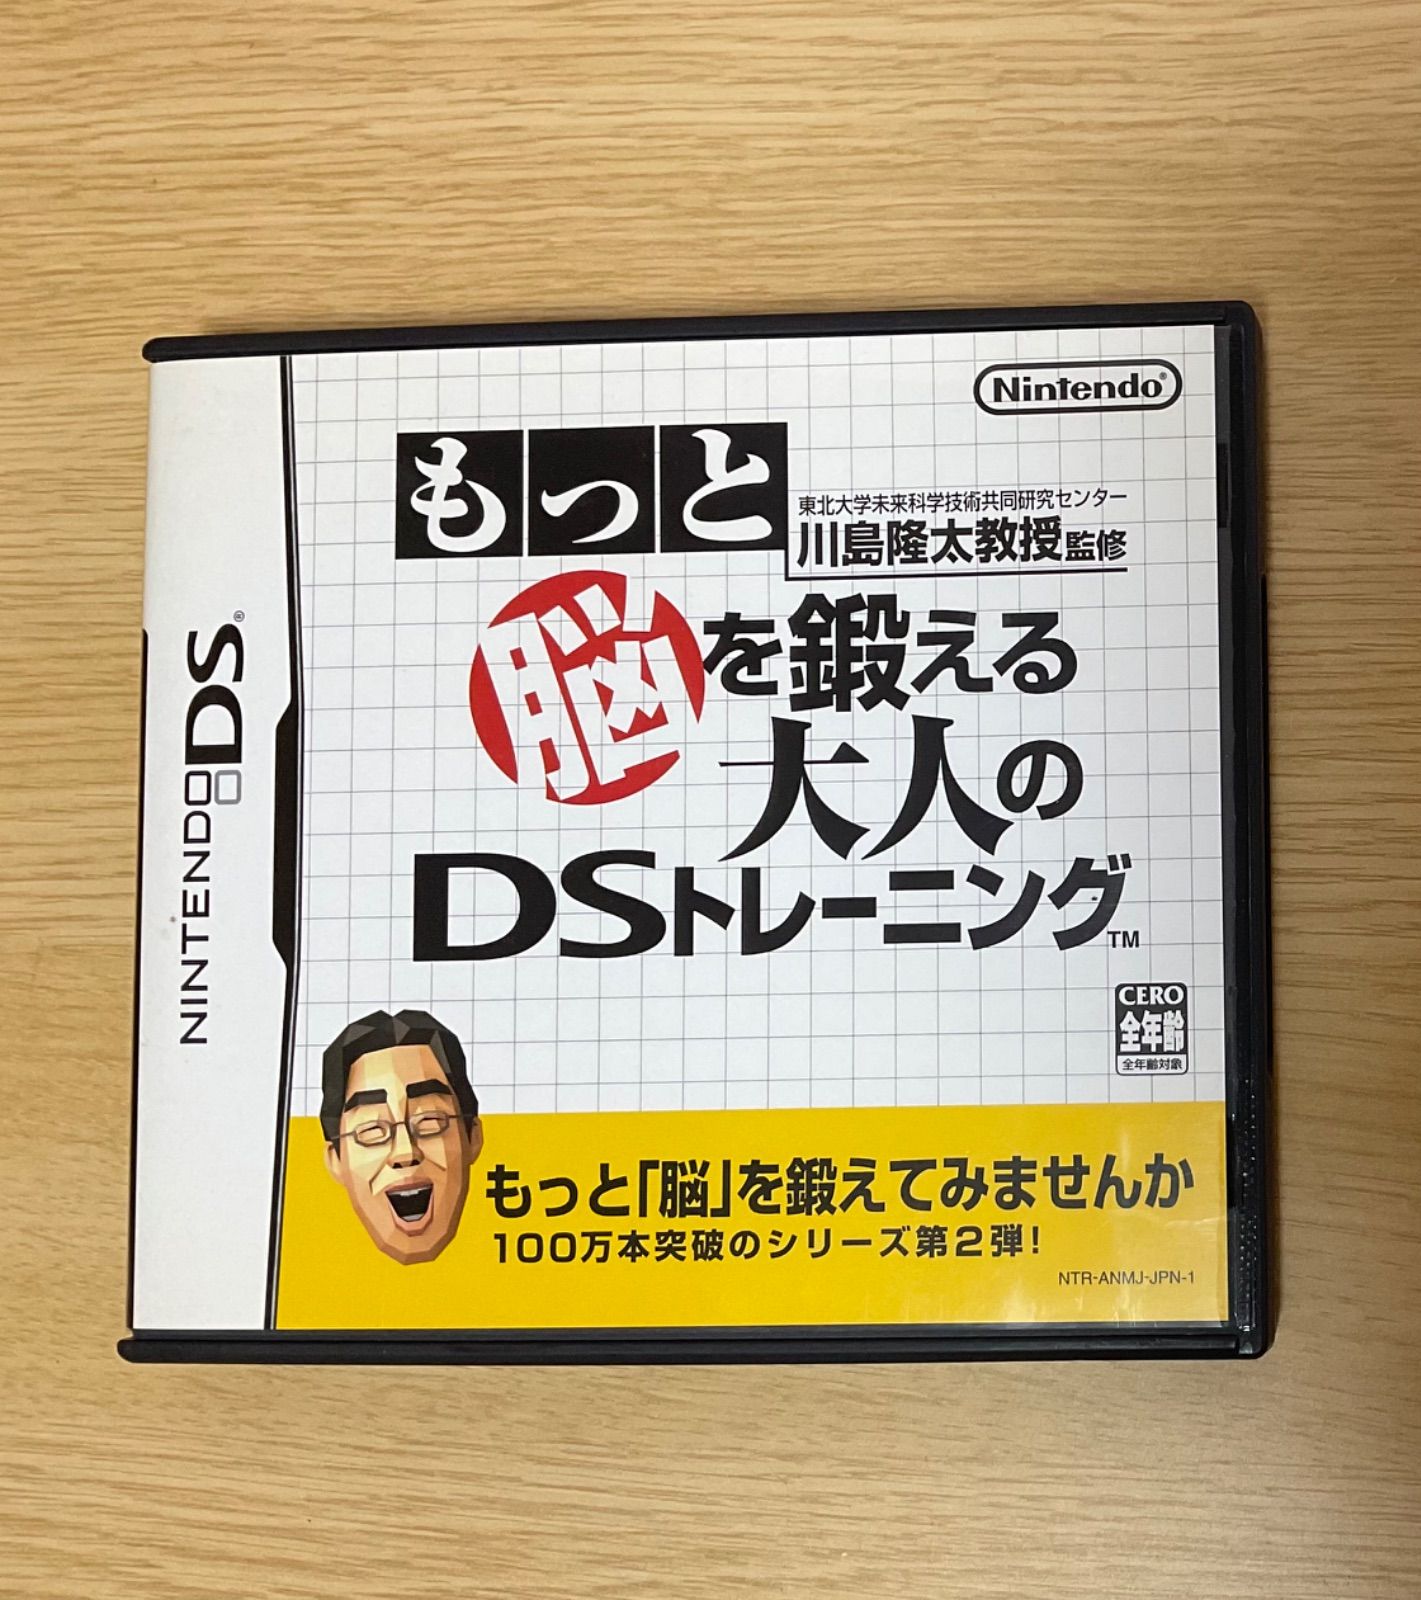 NINTENDO DS®
Nintendo®
もっと
東北大学未来科学技術共同研究センター
川島隆太教授監修
脳を鍛える
大人の
DSトレーニング™
CERO
全年齢
全年齢対象
もっと「脳」を鍛えてみませんか
100万本突破のシリーズ第2弾!
NTR-ANMJ-JPN-1